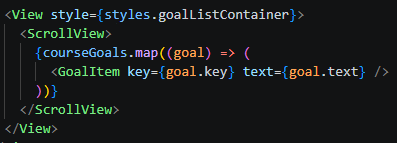 <View style={styles.goalListContainer}>
<ScrollView>
{courseGoals.map((goal) => (
<GoalItem key={goal.key} text={goal.text} />
))}
</ScrollView>
</View>